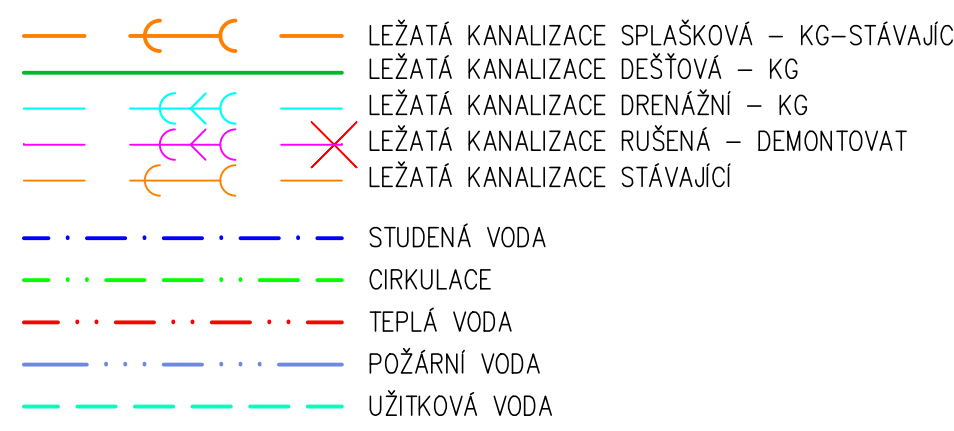 LEŽATÁ KANALIZACE SPLAŠKOVÁ – KG–STÁVAJÍC
LEŽATÁ KANALIZACE DEŠŤOVÁ – KG
LEŽATÁ KANALIZACE DRENÁŽNÍ – KG
LEŽATÁ KANALIZACE RUŠENÁ – DEMONTOVAT
LEŽATÁ KANALIZACE STÁVAJÍCÍ
STUDENÁ VODA
CIRKULACE
TEPLÁ VODA
POŽÁRNÍ VODA
UŽITKOVÁ VODA